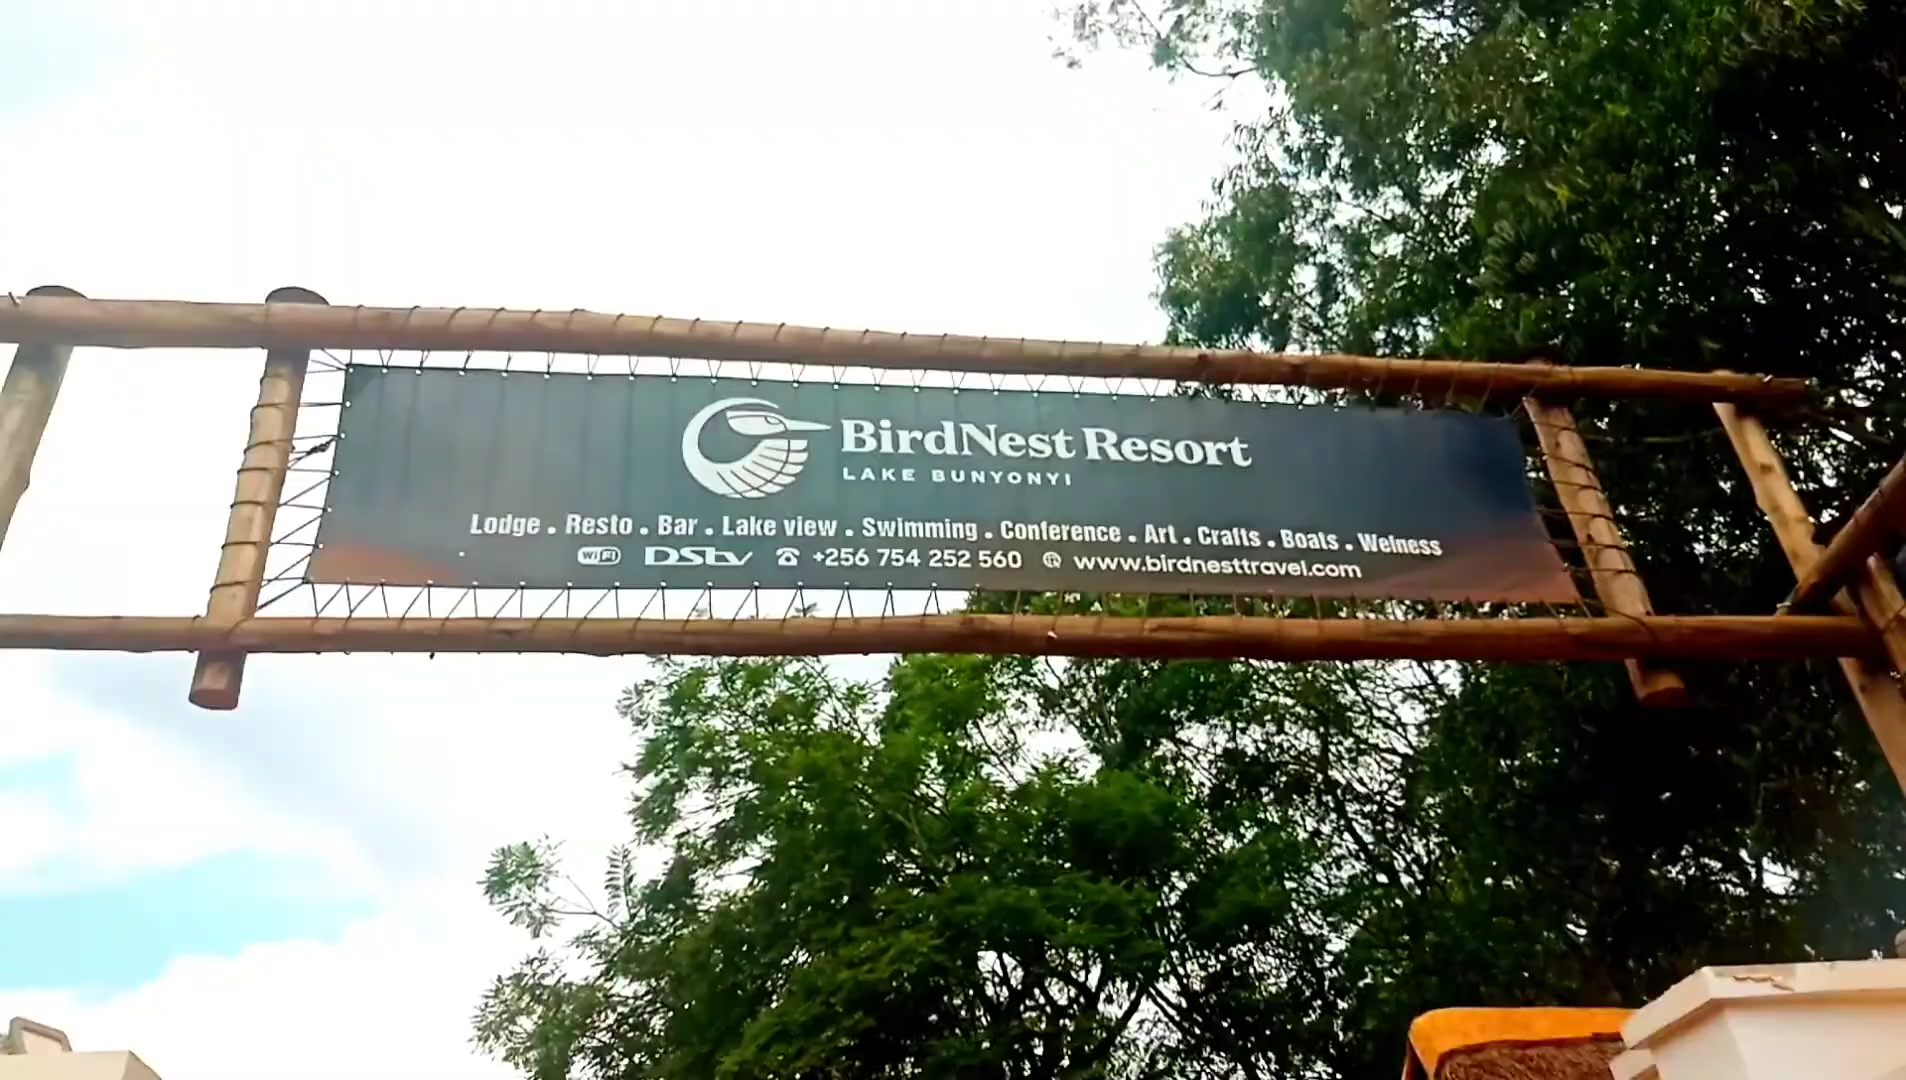 BirdNest Resort
LAKE BUNYONYI
Lodge . Resto . Bar . Lake view . Swimming . Conference . Art . Crafts . Boats . Welness
WiFi DStv +256 754 252 560 www.birdnesttravel.com